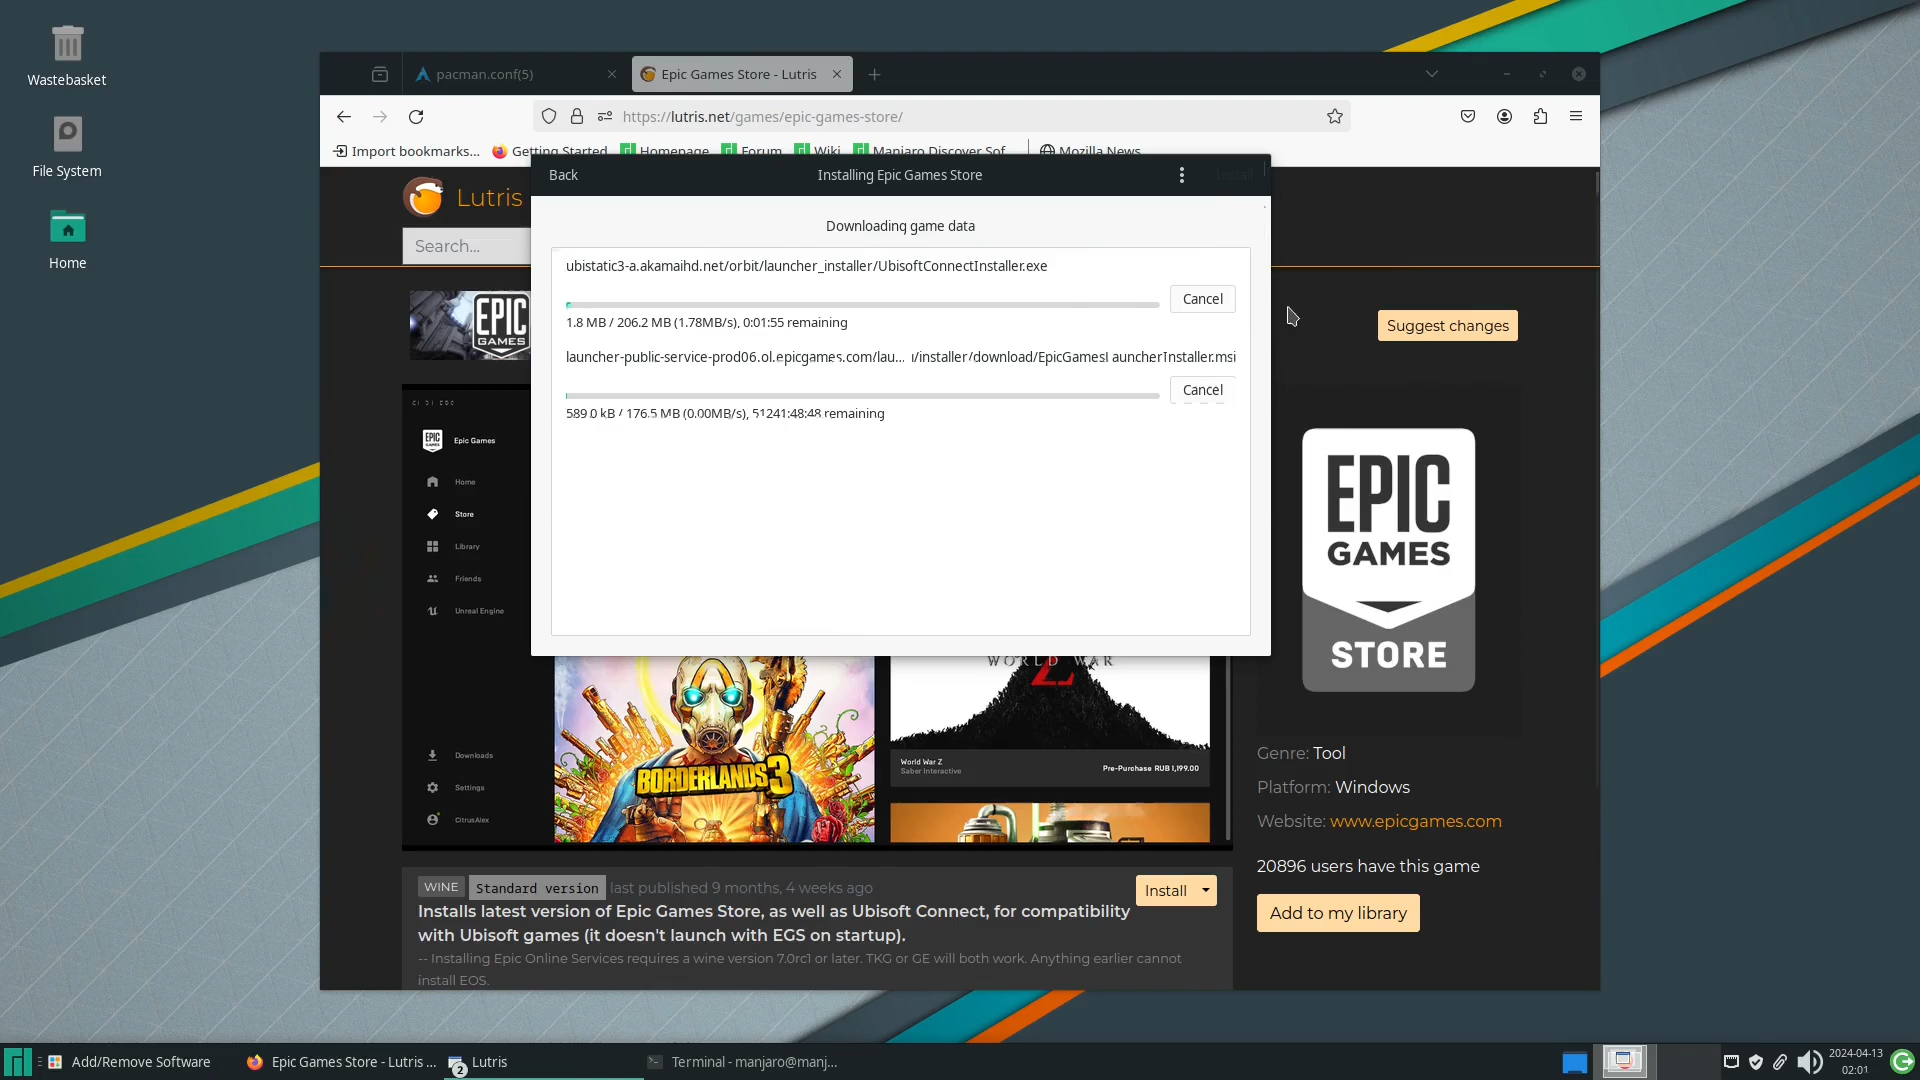 Wastebasket
File System
Home
pacman.conf(5)
Epic Games Store - Lutris
https://lutris.net/games/epic-games-store/
Import bookmarks...
Getting Started
Homepage
Forum
Wiki
Manjaro Discover Sof...
Mozilla News
Lutris
Search...
Back
Installing Epic Games Store
Install
Downloading game data
ubistatic3-a.akamaihd.net/orbit/launcher_installer/UbisoftConnectInstaller.exe
Cancel
1.8 MB / 206.2 MB (1.78MB/s), 0:01:55 remaining
launcher-public-service-prod06.ol.epicgames.com/lau... ı/installer/download/EpicGamesLauncherInstaller.msi
Cancel
589.0 kB / 176.5 MB (0.00MB/s), 51241:48:48 remaining
EPIC
GAMES
Suggest changes
EPIC
GAMES
Epic Games
Home
Store
Library
Friends
Unreal Engine
Downloads
Settings
CitrusAlex
BORDERLANDS 3
WORLD WAR
Z
World War Z
Saber Interactive
Pre-Purchase RUB 1,199.00
EPIC
GAMES
STORE
Genre: Tool
Platform: Windows
Website: www.epicgames.com
20896 users have this game
Add to my library
WINE
Standard version
last published 9 months, 4 weeks ago
Install
Installs latest version of Epic Games Store, as well as Ubisoft Connect, for compatibility
with Ubisoft games (it doesn't launch with EGS on startup).
-- Installing Epic Online Services requires a wine version 7.0rc1 or later. TKG or GE will both work. Anything earlier cannot
install EOS.
Add/Remove Software
Epic Games Store - Lutris ...
2
Lutris
Terminal - manjaro@manj...
2024-04-13
02:01